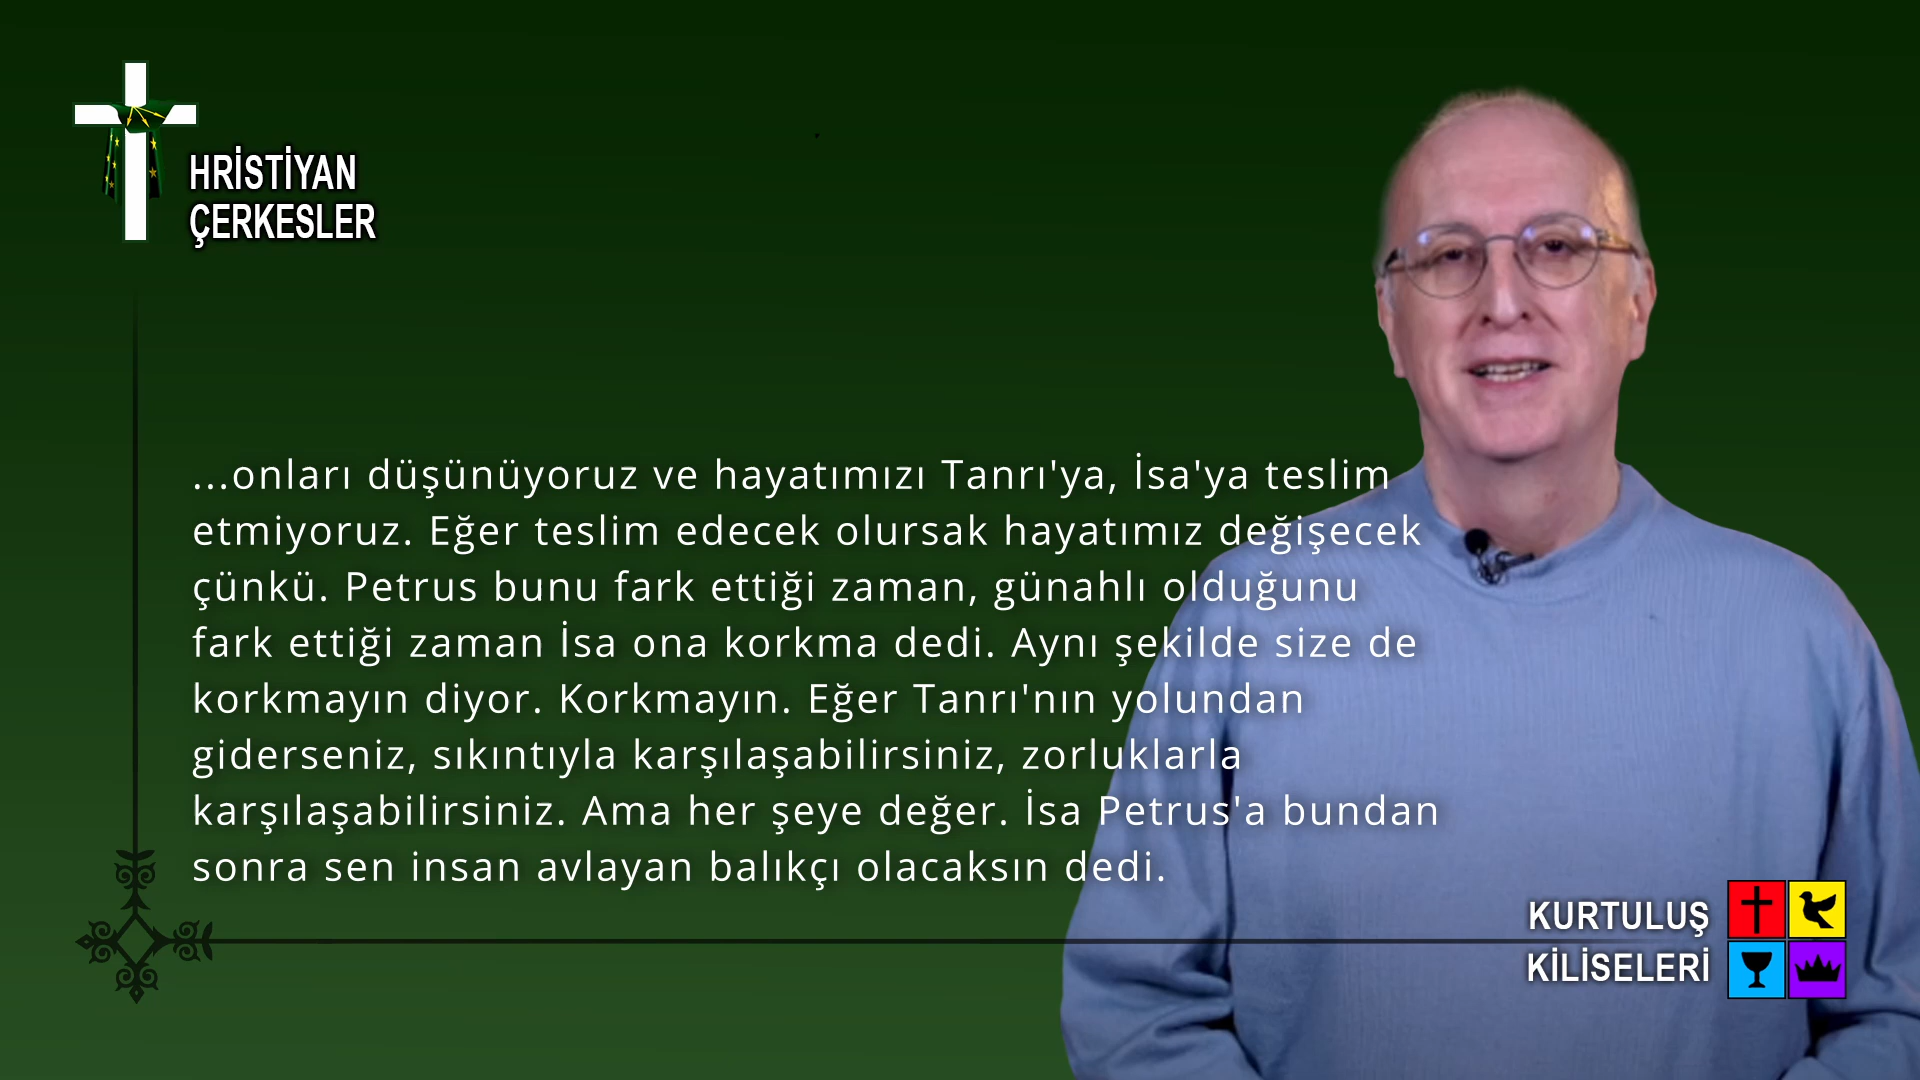 HRİSTİYAN
ÇERKESLER
...onları düşünüyoruz ve hayatımızı Tanrı'ya, İsa'ya teslim
etmiyoruz. Eğer teslim edecek olursak hayatımız değişecek
çünkü. Petrus bunu fark ettiği zaman, günahlı olduğunu
fark ettiği zaman İsa ona korkma dedi. Aynı şekilde size de
korkmayın diyor. Korkmayın. Eğer Tanrı'nın yolundan
giderseniz, sıkıntıyla karşılaşabilirsiniz, zorluklarla
karşılaşabilirsiniz. Ama her şeye değer. İsa Petrus'a bundan
sonra sen insan avlayan balıkçı olacaksın dedi.
KURTULUŞ
KİLİSELERİ